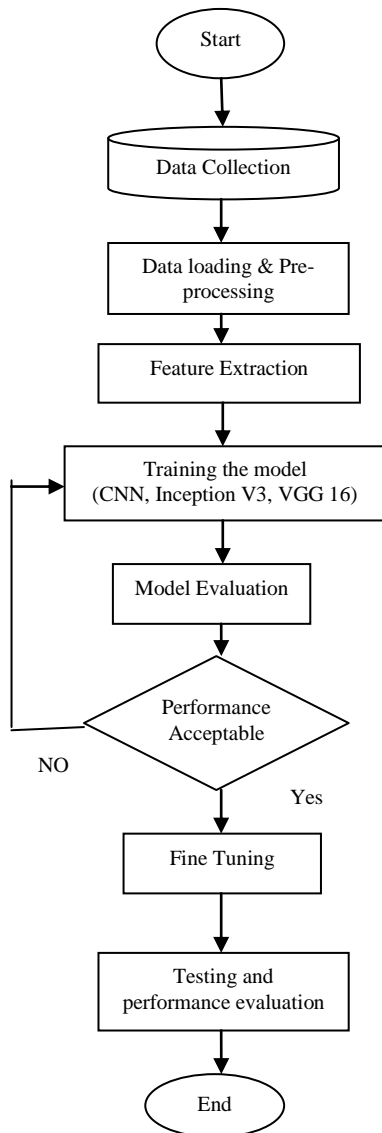 Start
Data Collection
Data loading & Pre-
processing
Feature Extraction
Training the model
(CNN, Inception V3, VGG 16)
Model Evaluation
Performance
Acceptable
NO
Yes
Fine Tuning
Testing and
performance evaluation
End